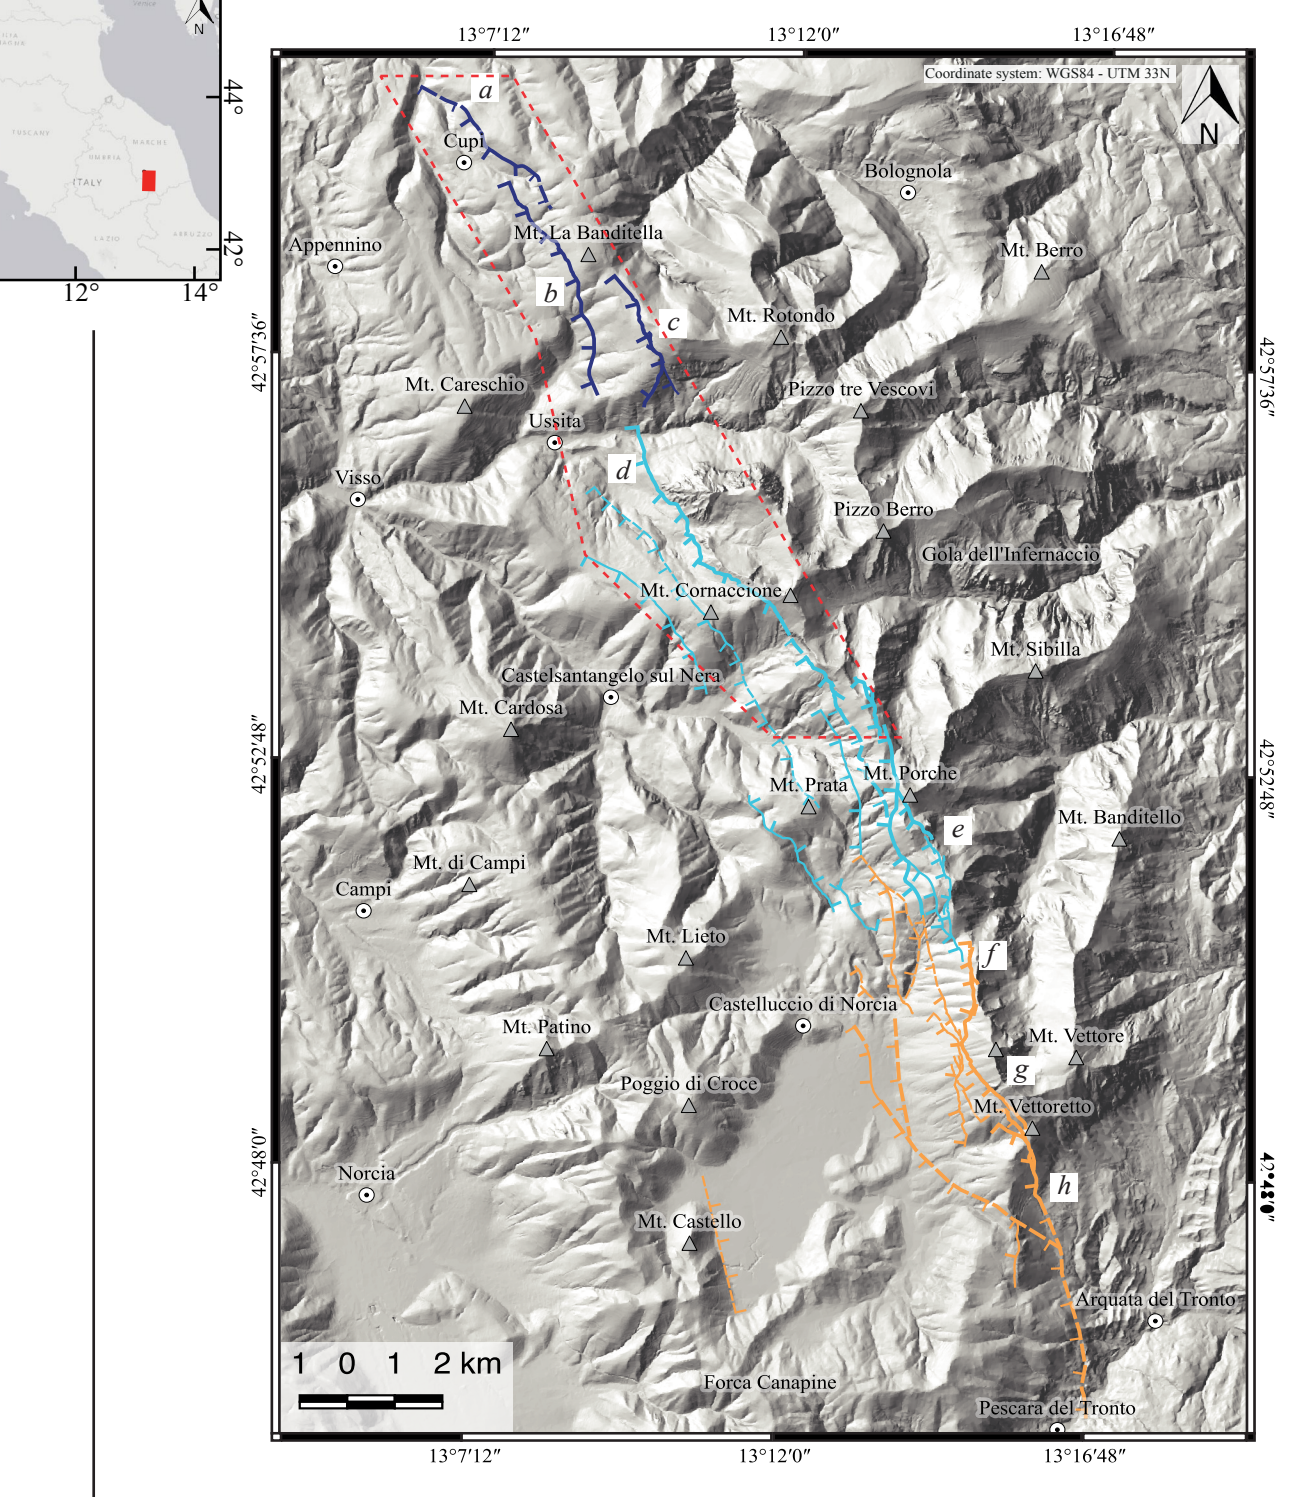 Venice
N
TUSCANY
MARCHE
UMBRIA
ITALY
LAZIO
ABRUZZO
44°
42°
12°
14°
13°7'12"
13°12'0"
13°16'48"
Coordinate system: WGS84 - UTM 33N
N
a
Cupi
Bolognola
Mt. La Banditella
Appennino
Mt. Berro
b
c
Mt. Rotondo
42°57'36"
42°57'36"
Mt. Careschio
Pizzo tre Vescovi
Ussita
d
Visso
Pizzo Berro
Gola dell'Infernaccio
Mt. Cornaccione
Mt. Sibilla
Castelsantangelo sul Nera
Mt. Cardosa
42°52'48"
42°52'48"
Mt. Porche
Mt. Prata
Mt. Banditello
e
Mt. di Campi
Campi
Mt. Lieto
f
Castelluccio di Norcia
Mt. Patino
Mt. Vettore
g
Poggio di Croce
Mt. Vettoretto
42°48'0"
42°48'0"
Norcia
h
Mt. Castello
Arquata del Tronto
1 0 1 2 km
Forca Canapine
Pescara del Tronto
13°7'12"
13°12'0"
13°16'48"